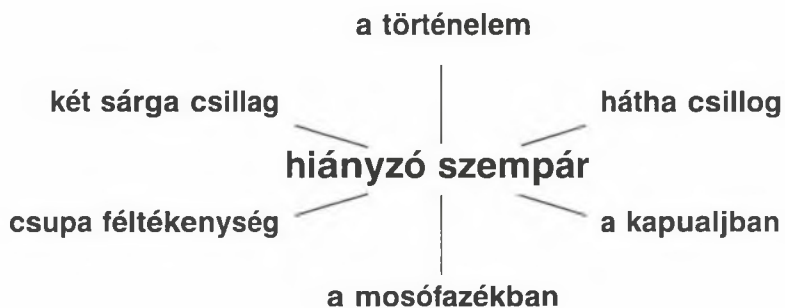 a történelem
két sárga csillag
hátha csillog
hiányzó szempár
csupa féltékenység
a kapualjban
a mosófazékban